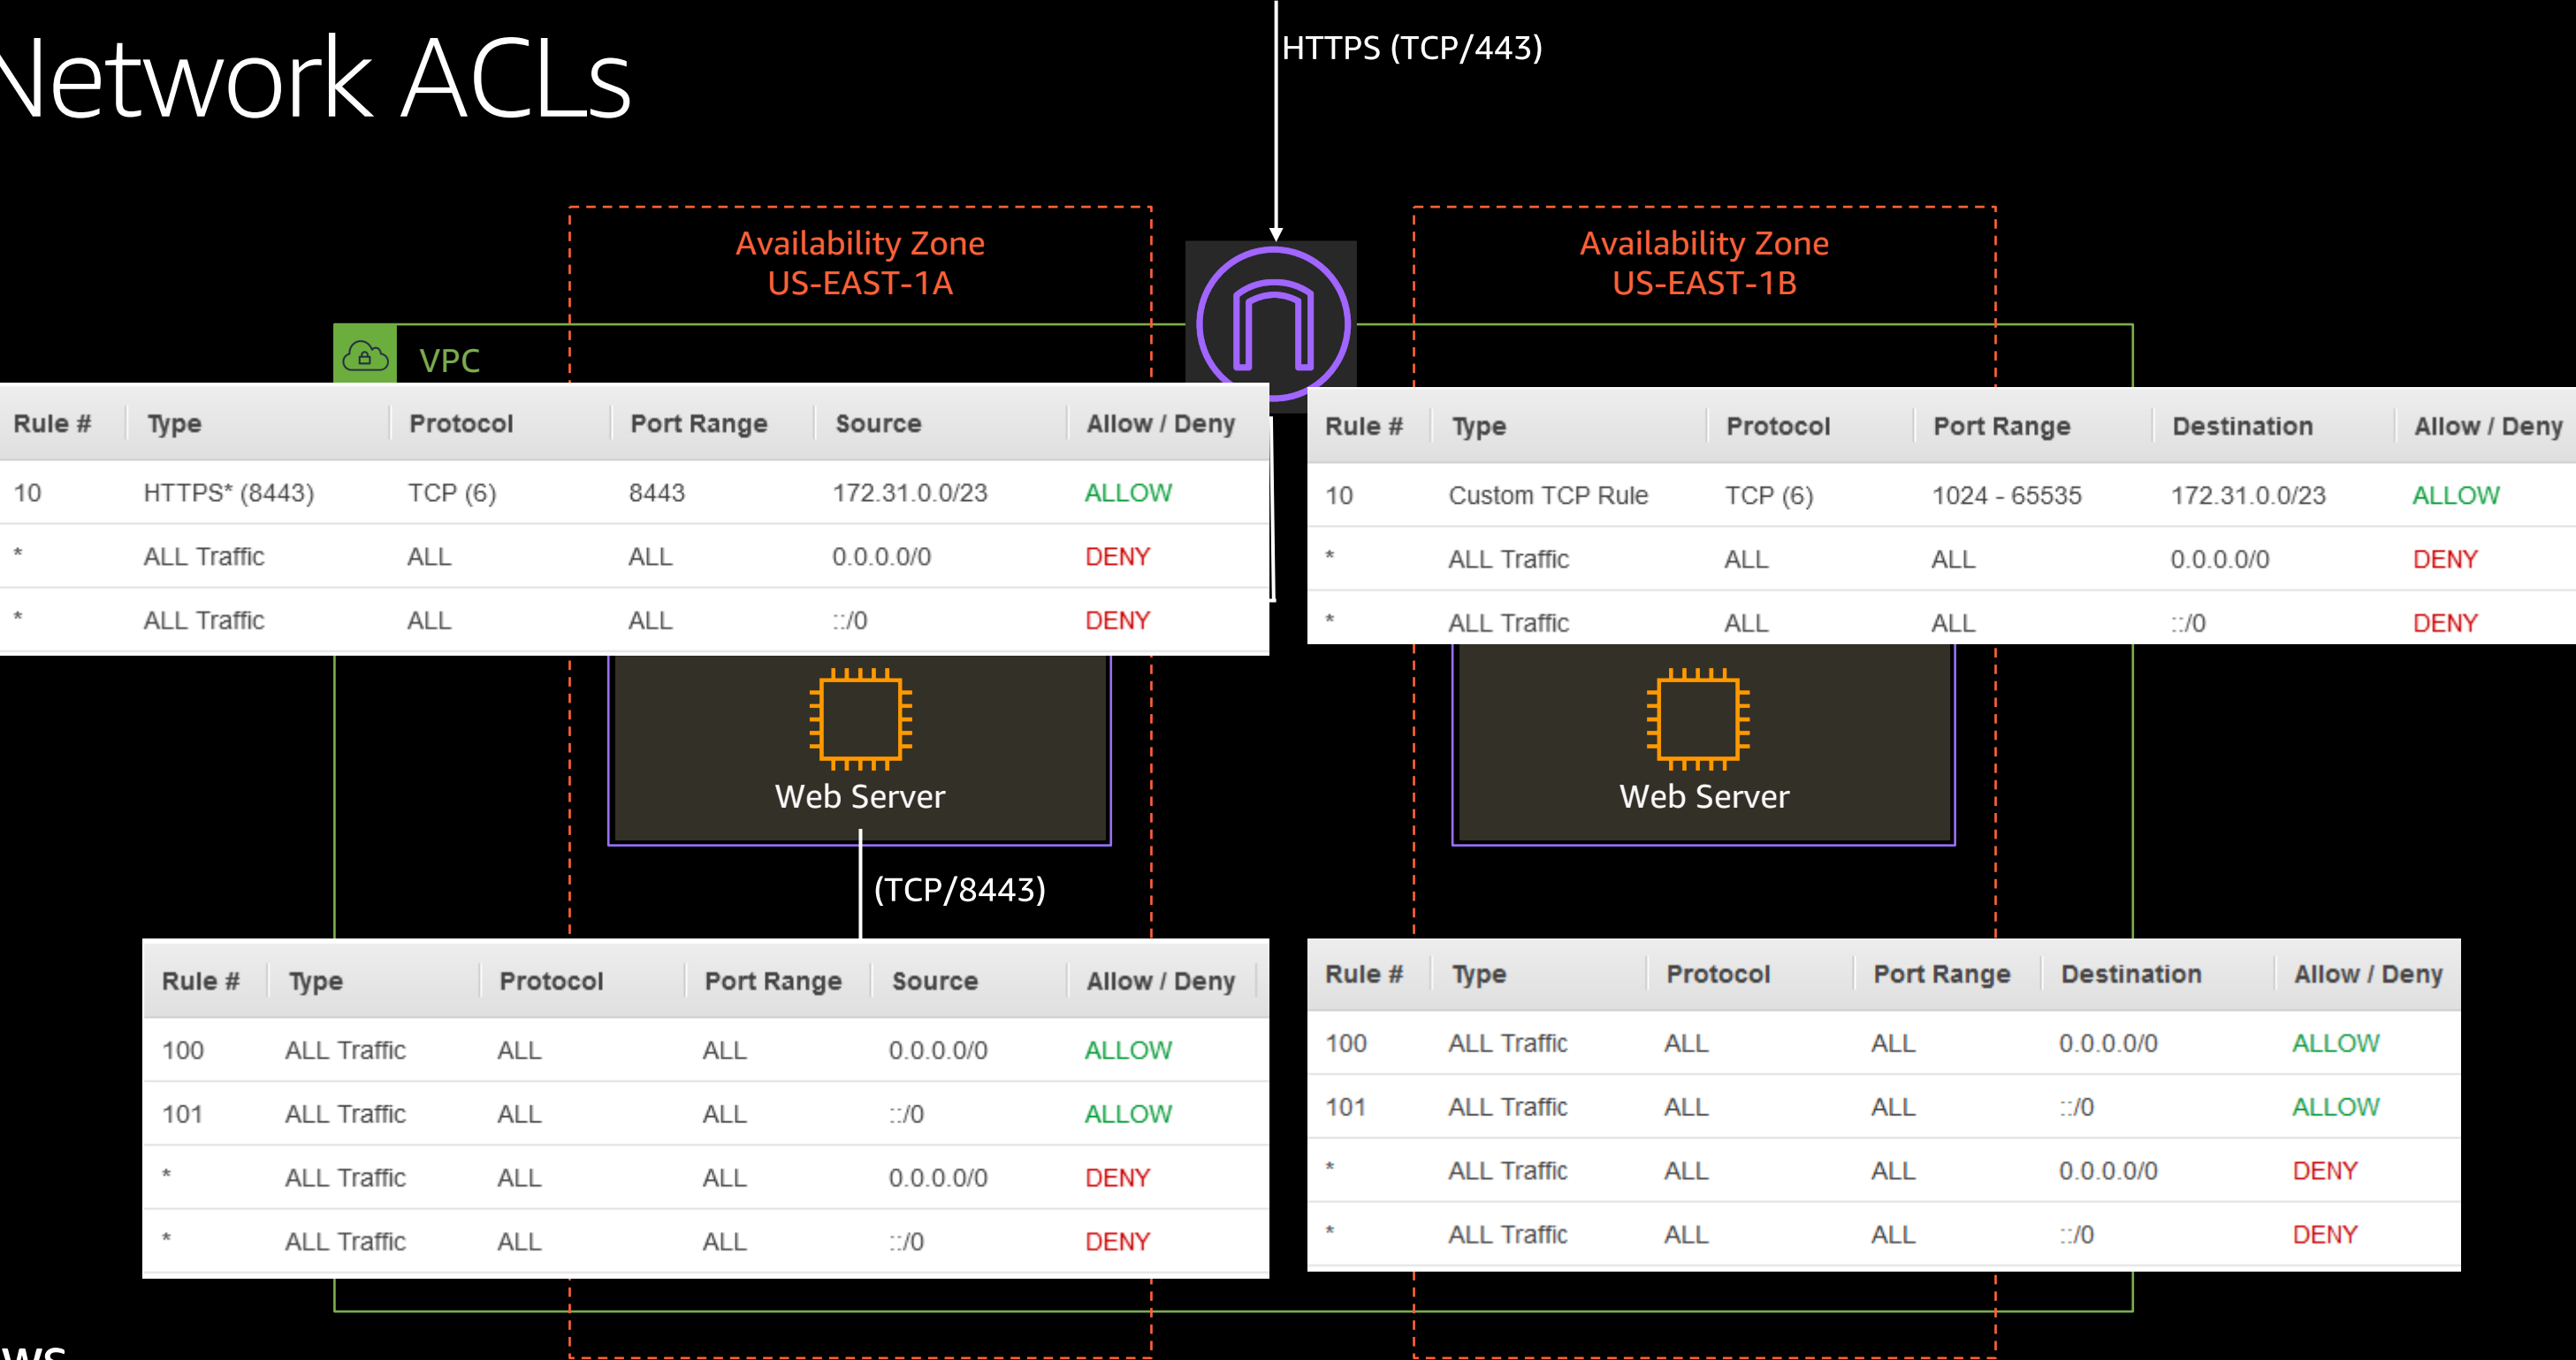 Network ACLs
HTTPS (TCP/443)
Availability Zone
US-EAST-1A
Availability Zone
US-EAST-1B
VPC
Rule # Type Protocol Port Range Source Allow / Deny
10 HTTPS* (8443) TCP (6) 8443 172.31.0.0/23 ALLOW
* ALL Traffic ALL ALL 0.0.0.0/0 DENY
* ALL Traffic ALL ALL ::/0 DENY
Rule # Type Protocol Port Range Destination Allow / Deny
10 Custom TCP Rule TCP (6) 1024 - 65535 172.31.0.0/23 ALLOW
* ALL Traffic ALL ALL 0.0.0.0/0 DENY
* ALL Traffic ALL ALL ::/0 DENY
Web Server
Web Server
(TCP/8443)
Rule # Type Protocol Port Range Source Allow / Deny
100 ALL Traffic ALL ALL 0.0.0.0/0 ALLOW
101 ALL Traffic ALL ALL ::/0 ALLOW
* ALL Traffic ALL ALL 0.0.0.0/0 DENY
* ALL Traffic ALL ALL ::/0 DENY
Rule # Type Protocol Port Range Destination Allow / Deny
100 ALL Traffic ALL ALL 0.0.0.0/0 ALLOW
101 ALL Traffic ALL ALL ::/0 ALLOW
* ALL Traffic ALL ALL 0.0.0.0/0 DENY
* ALL Traffic ALL ALL ::/0 DENY